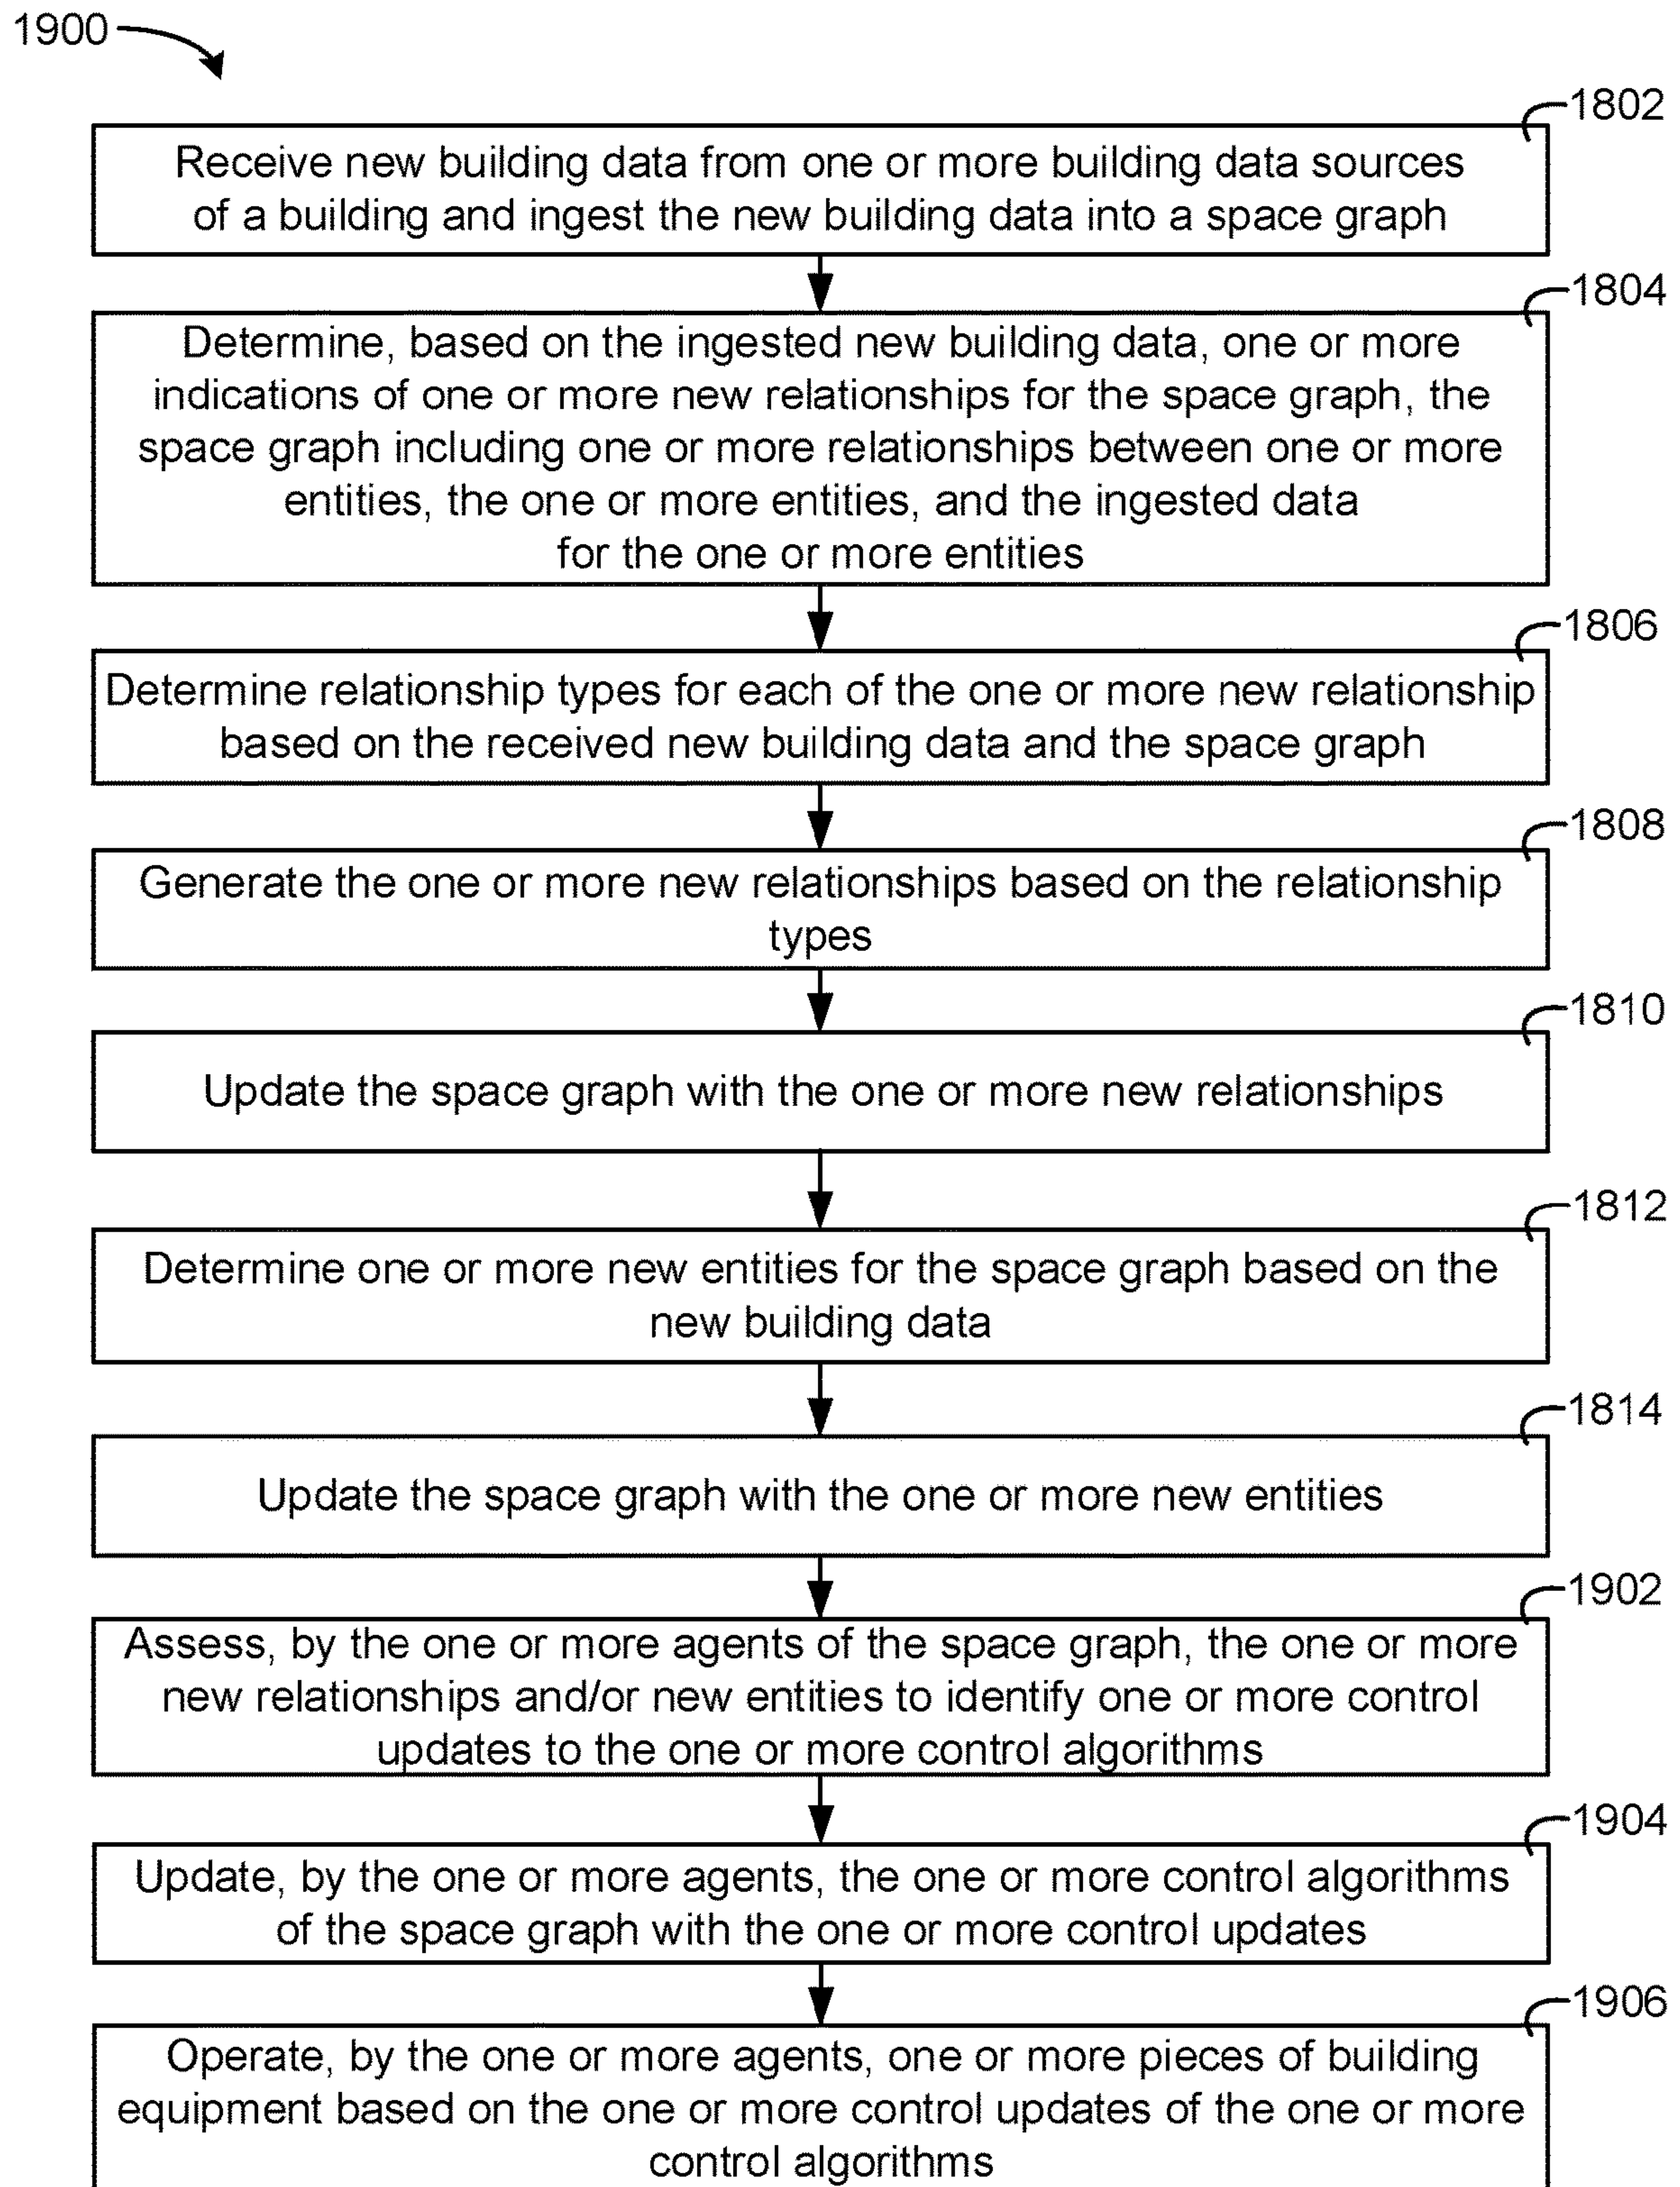 1900
1802
Receive new building data from one or more building data sources
of a building and ingest the new building data into a space graph
1804
Determine, based on the ingested new building data, one or more
indications of one or more new relationships for the space graph, the
space graph including one or more relationships between one or more
entities, the one or more entities, and the ingested data
for the one or more entities
1806
Determine relationship types for each of the one or more new relationship
based on the received new building data and the space graph
1808
Generate the one or more new relationships based on the relationship
types
1810
Update the space graph with the one or more new relationships
1812
Determine one or more new entities for the space graph based on the
new building data
1814
Update the space graph with the one or more new entities
1902
Assess, by the one or more agents of the space graph, the one or more
new relationships and/or new entities to identify one or more control
updates to the one or more control algorithms
1904
Update, by the one or more agents, the one or more control algorithms
of the space graph with the one or more control updates
1906
Operate, by the one or more agents, one or more pieces of building
equipment based on the one or more control updates of the one or more
control algorithms